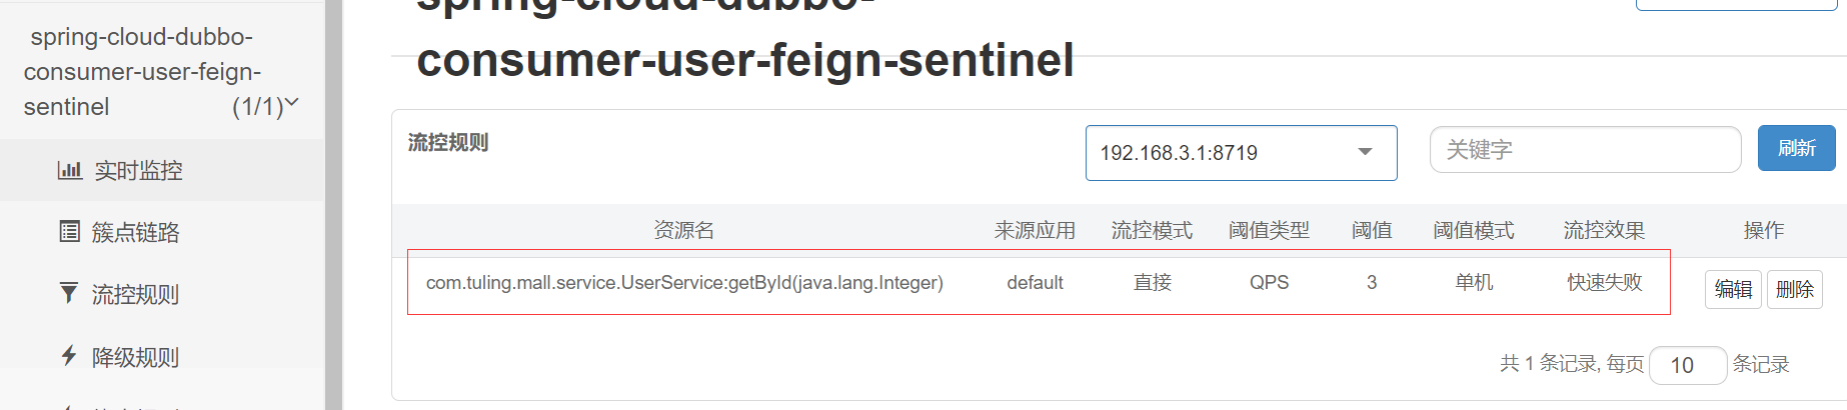 spring-cloud-dubbo-
consumer-user-feign-
sentinel (1/1)
实时监控
簇点链路
流控规则
降级规则
spring-cloud-dubbo-
consumer-user-feign-sentinel
流控规则 192.168.3.1:8719 关键字 刷新
资源名 来源应用 流控模式 阈值类型 阈值 阈值模式 流控效果 操作
com.tuling.mall.service.UserService:getById(java.lang.Integer) default 直接 QPS 3 单机 快速失败 编辑 删除
共 1 条记录, 每页 10 条记录